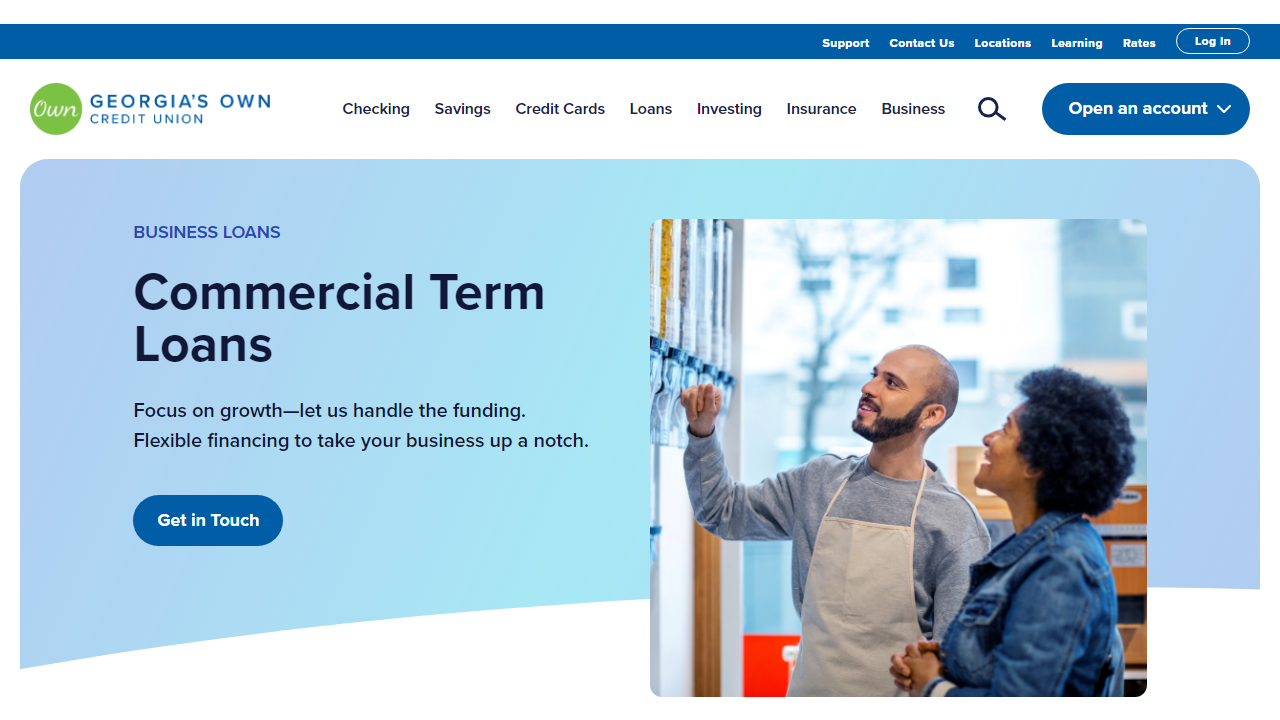 Support Contact Us Locations Learning Rates Log In
Own
GEORGIA'S OWN
CREDIT UNION
Checking Savings Credit Cards Loans Investing Insurance Business
Open an account
BUSINESS LOANS
Commercial Term
Loans
Focus on growth—let us handle the funding.
Flexible financing to take your business up a notch.
Get in Touch